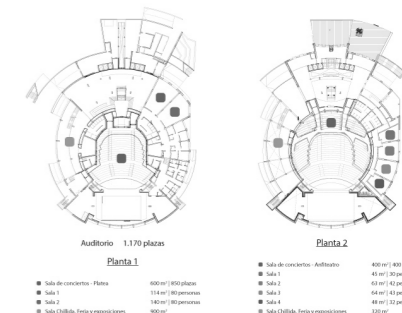 Auditorio 1.170 plazas
Planta 1
Sala de conciertos - Platea 600 m² | 850 plazas
Sala 1 114 m² | 80 personas
Sala 2 140 m² | 80 personas
Sala Chillida. Feria y exposiciones 900 m²
Planta 2
Sala de conciertos - Anfiteatro 400 m² | 400
Sala 1 45 m² | 30 pe
Sala 2 63 m² | 42 pe
Sala 3 64 m² | 43 pe
Sala 4 48 m² | 32 pe
Sala Chillida. Feria y exposiciones 320 m²